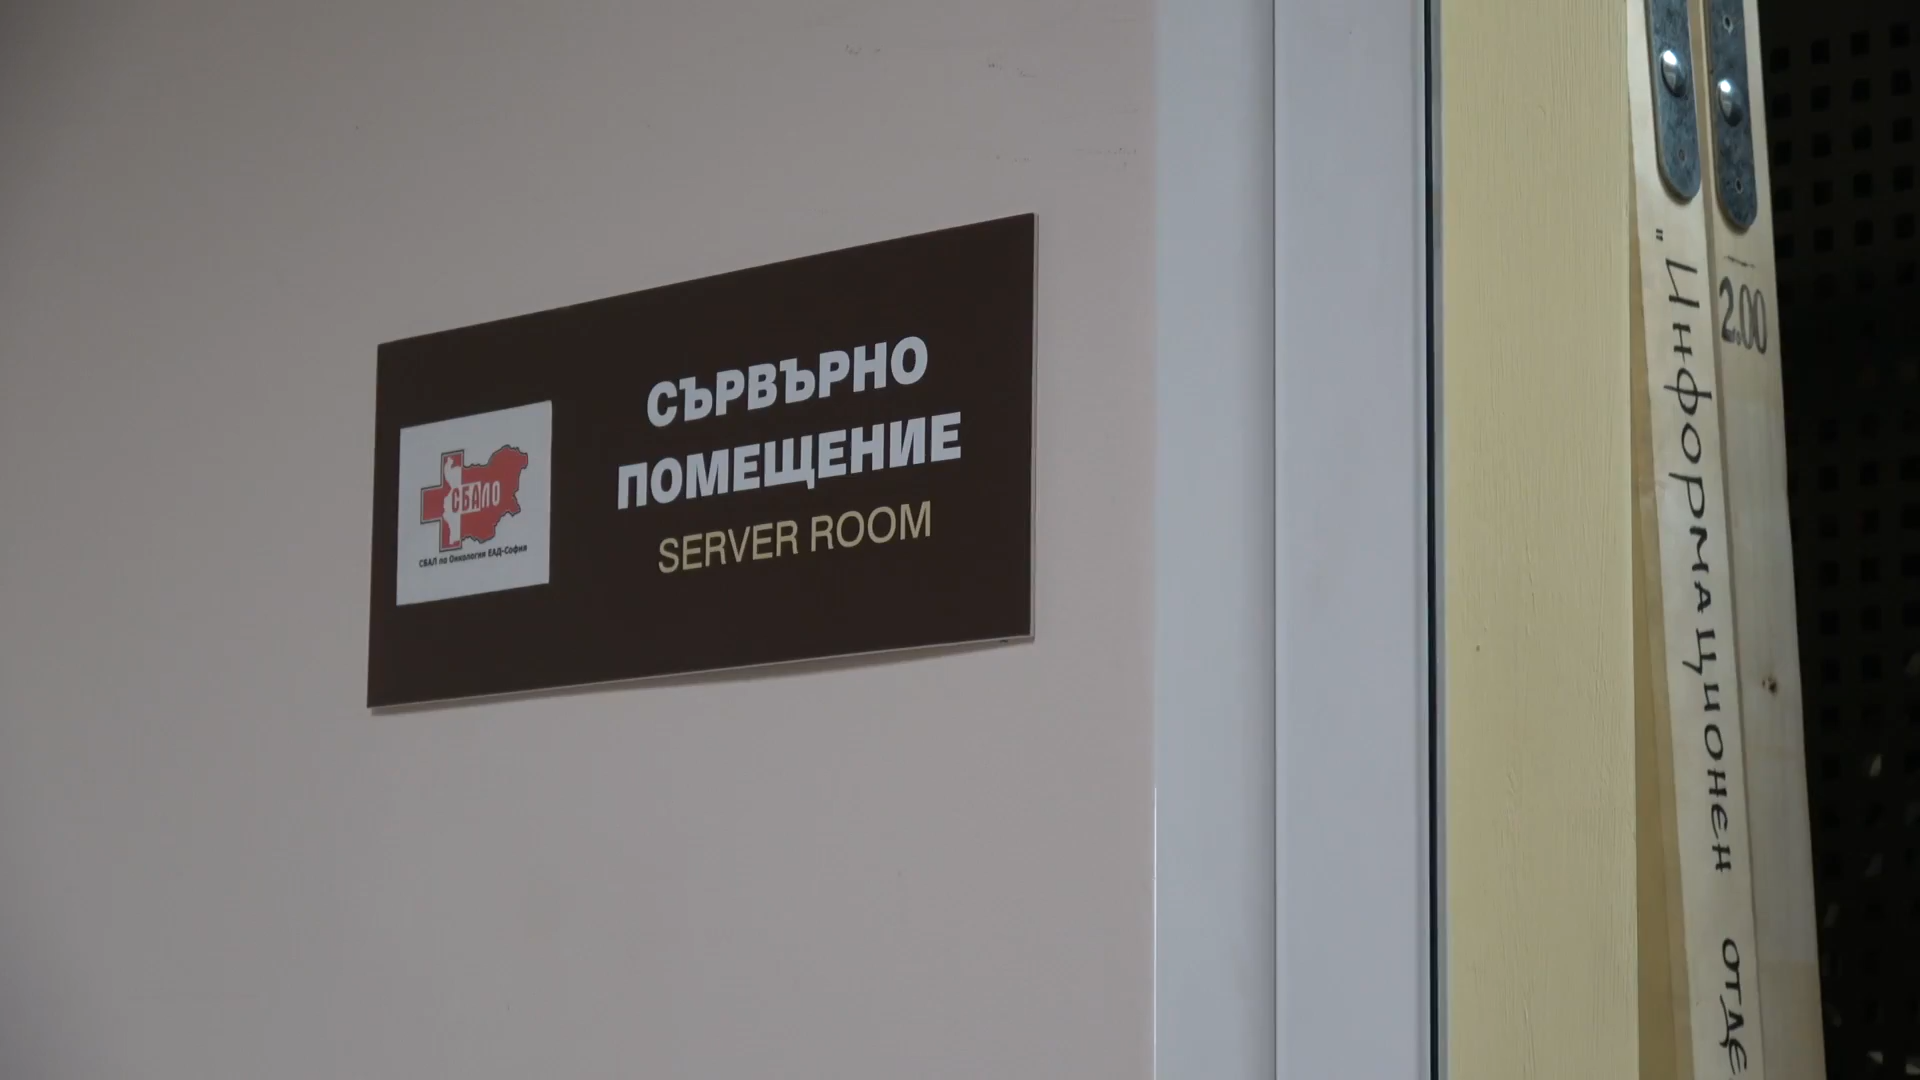 СЪРВЪРНО
ПОМЕЩЕНИЕ
SERVER ROOM
СБАЛО
СБАЛ по Онкология ЕАД-София
"Информационен отде
2.00